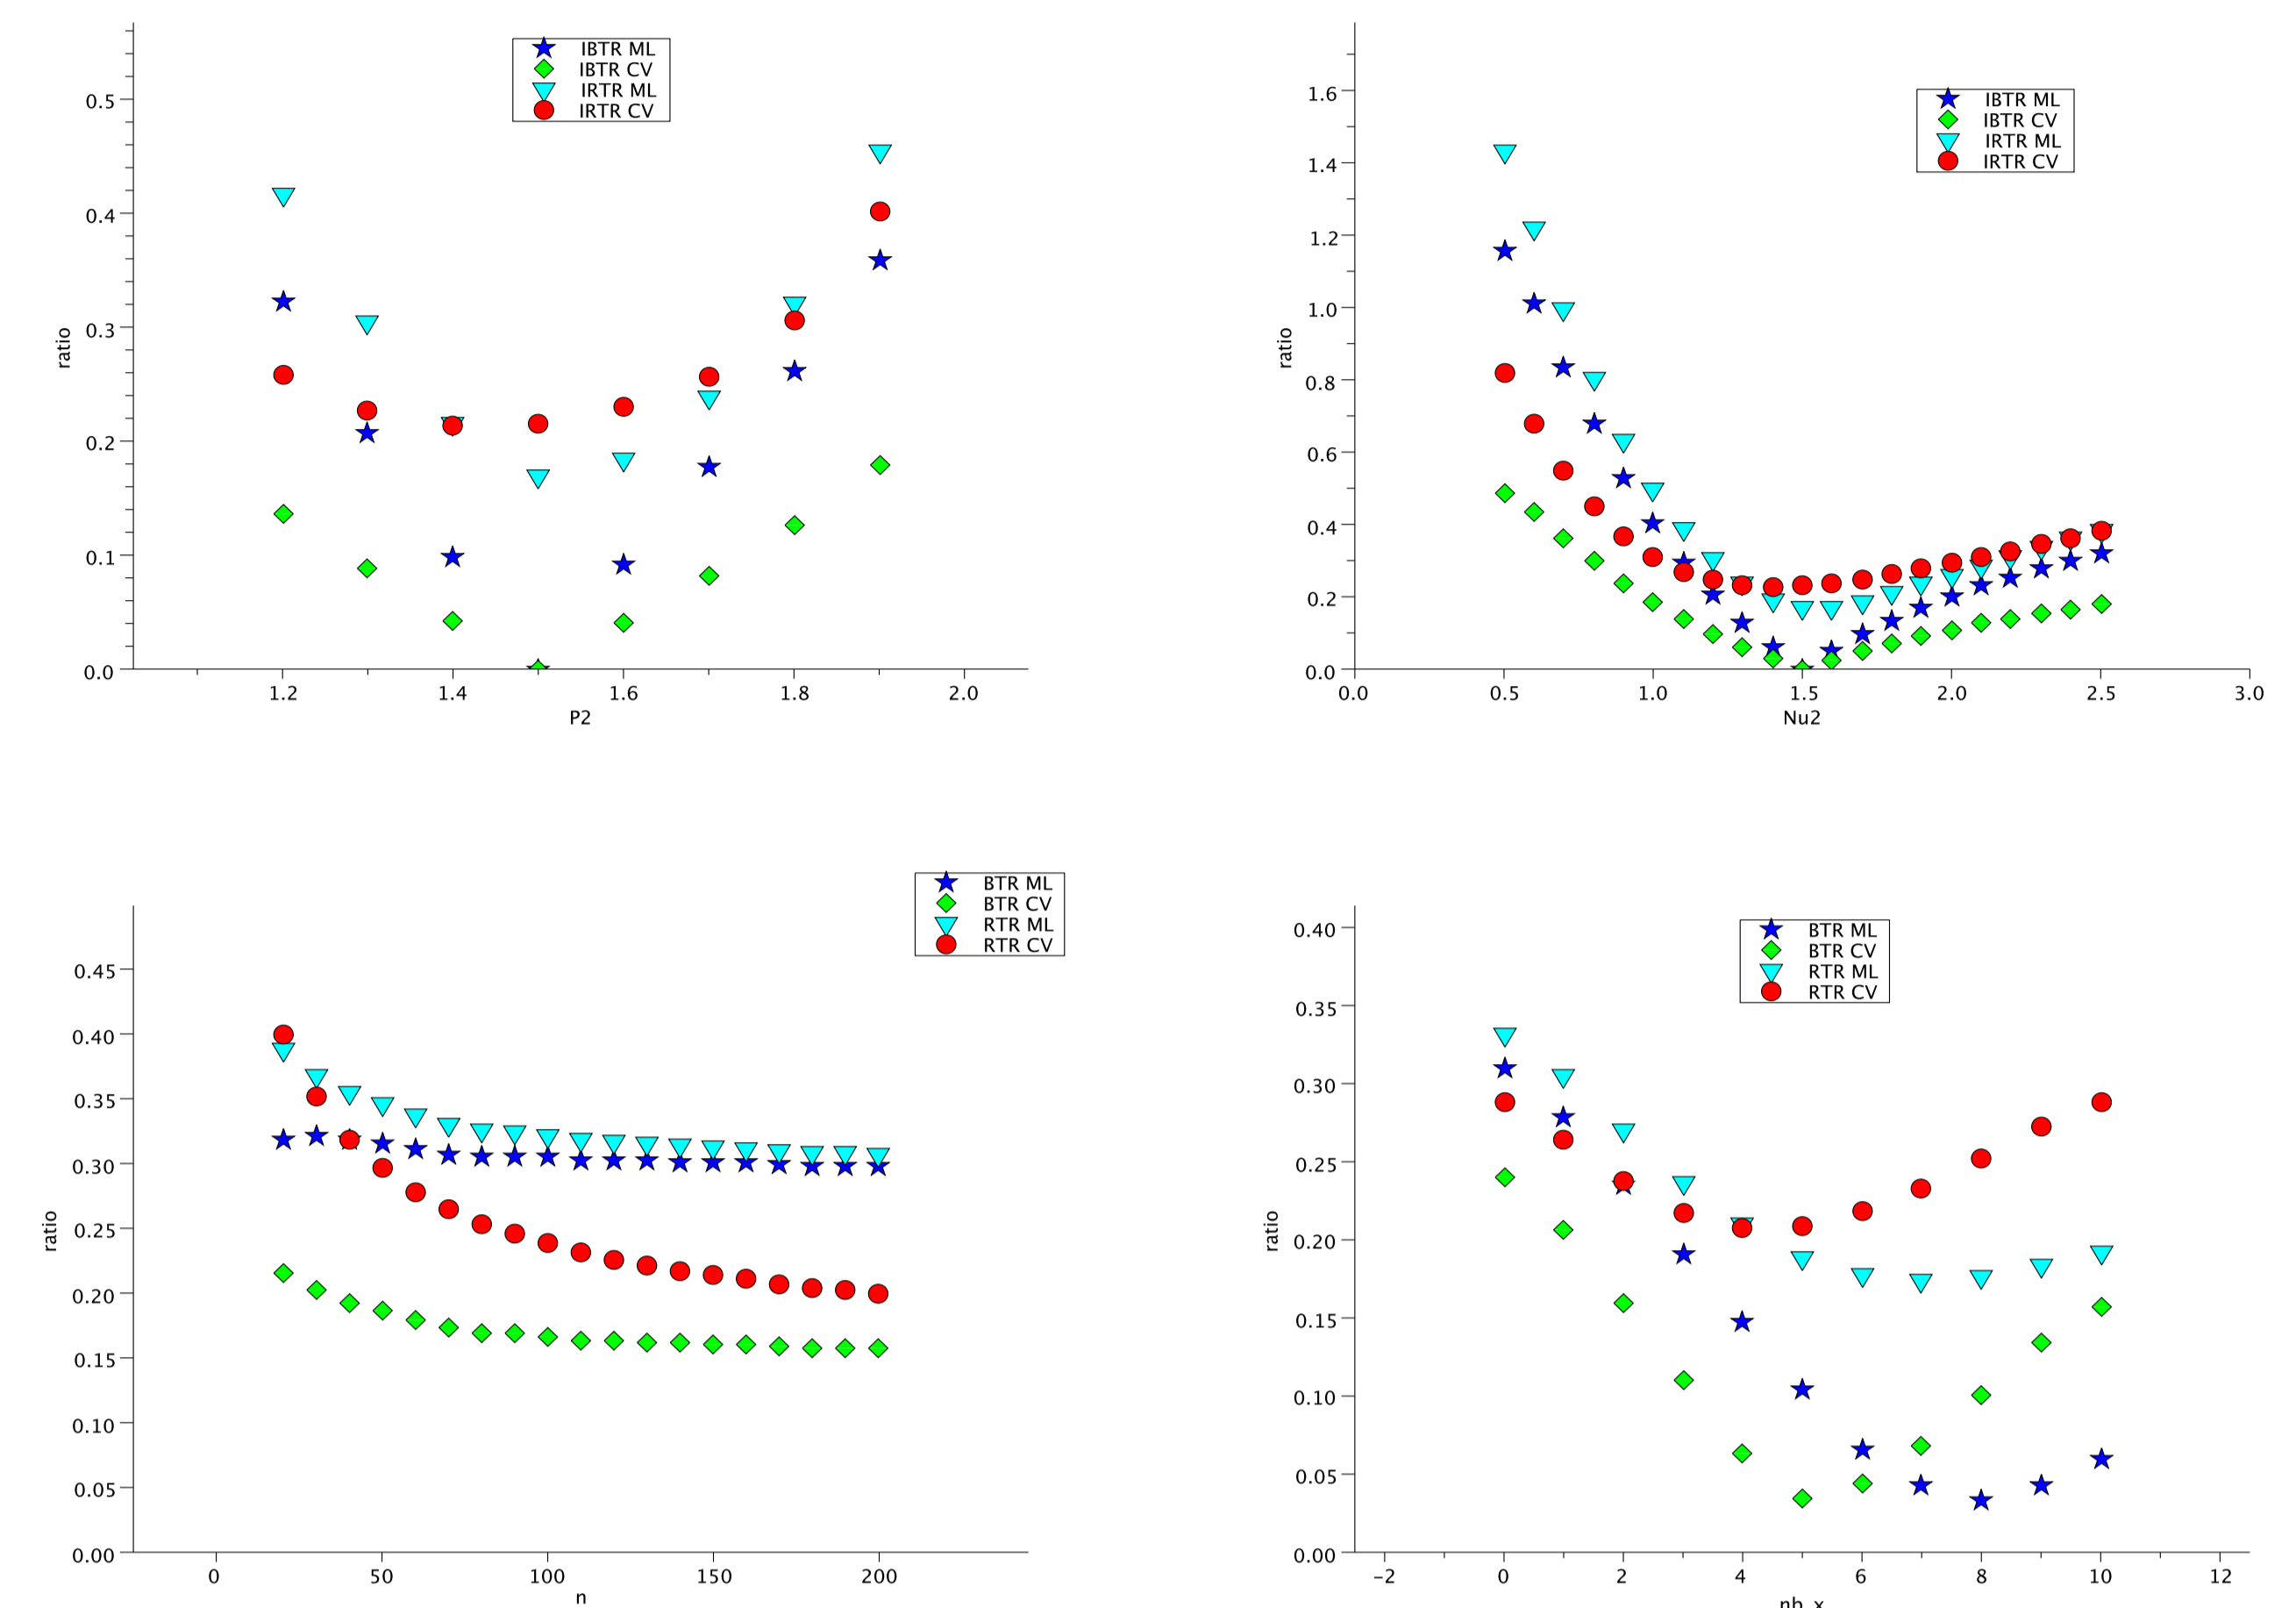 IBTR ML
IBTR CV
IRTR ML
IRTR CV
0.5
0.4
0.3
0.2
0.1
0.0
ratio
1.2 1.4 1.6 1.8 2.0
P2
IBTR ML
IBTR CV
IRTR ML
IRTR CV
1.6
1.4
1.2
1.0
0.8
0.6
0.4
0.2
0.0
ratio
0.0 0.5 1.0 1.5 2.0 2.5 3.0
Nu2
BTR ML
BTR CV
RTR ML
RTR CV
0.45
0.40
0.35
0.30
0.25
0.20
0.15
0.10
0.05
0.00
ratio
0 50 100 150 200
n
BTR ML
BTR CV
RTR ML
RTR CV
0.40
0.35
0.30
0.25
0.20
0.15
0.10
0.05
0.00
ratio
−2 0 2 4 6 8 10 12
nb_x